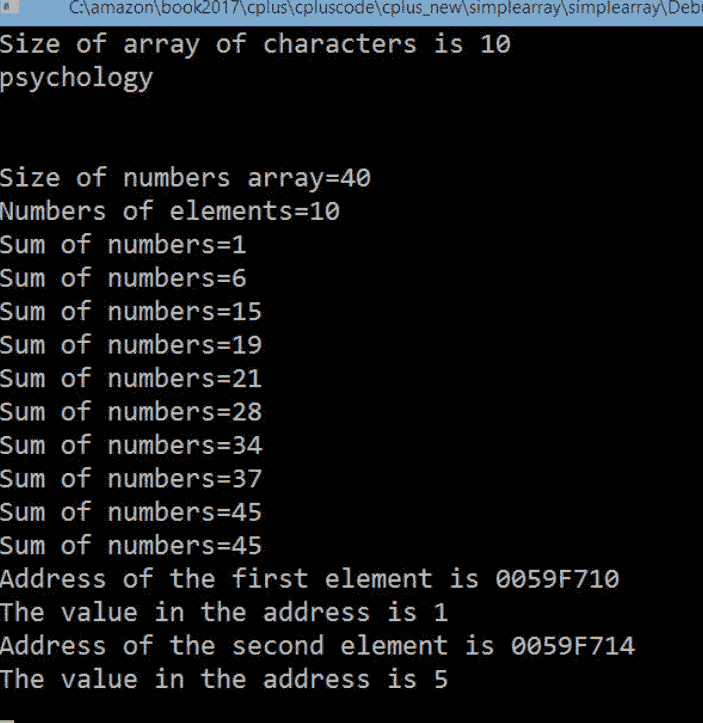 C:\amazon\book2017\cplus\cpluscode\cplus_new\simplearray\simplearray\Debu
Size of array of characters is 10
psychology
Size of numbers array=40
Numbers of elements=10
Sum of numbers=1
Sum of numbers=6
Sum of numbers=15
Sum of numbers=19
Sum of numbers=21
Sum of numbers=28
Sum of numbers=34
Sum of numbers=37
Sum of numbers=45
Sum of numbers=45
Address of the first element is 0059F710
The value in the address is 1
Address of the second element is 0059F714
The value in the address is 5